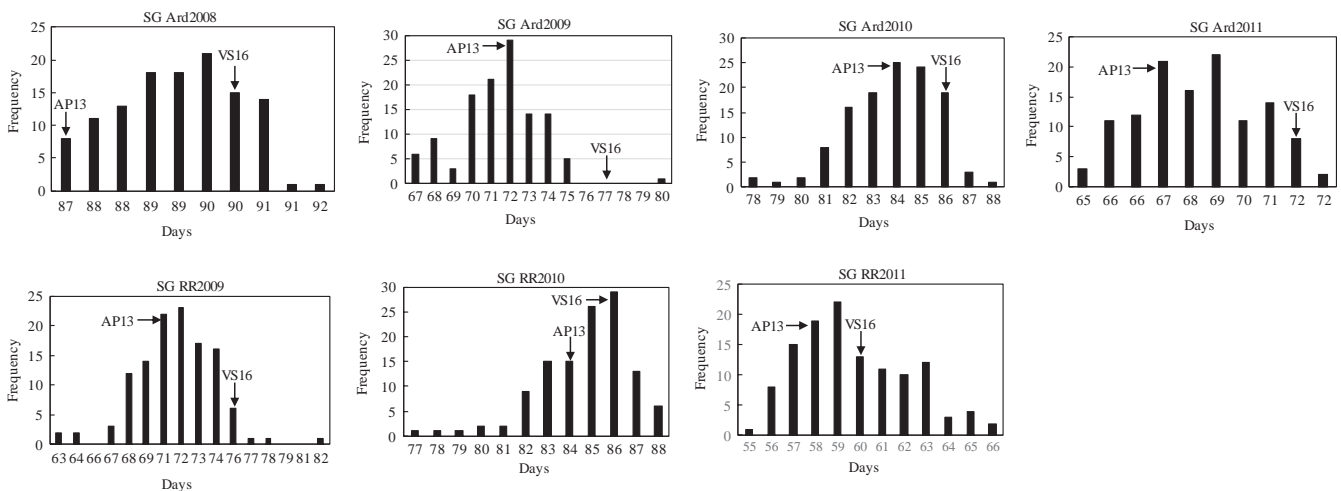 SG Ard2008
25
20
15
10
5
0
Frequency
AP13
VS16
87 88 88 89 89 90 90 91 91 92
Days
SG Ard2009
30
25
20
15
10
5
0
Frequency
AP13
VS16
67 68 69 70 71 72 73 74 75 76 77 78 79 80
Days
SG Ard2010
30
25
20
15
10
5
0
Frequency
AP13
VS16
78 79 80 81 82 83 84 85 86 87 88
Days
SG Ard2011
25
20
15
10
5
0
Frequency
AP13
VS16
65 66 66 67 68 69 70 71 72 72
Days
SG RR2009
25
20
15
10
5
0
Frequency
AP13
VS16
63 64 66 67 68 69 71 72 73 74 76 77 78 79 81 82
Days
SG RR2010
30
25
20
15
10
5
0
Frequency
VS16
AP13
77 78 79 80 81 82 83 84 85 86 87 88
Days
SG RR2011
25
20
15
10
5
0
Frequency
AP13
VS16
55 56 57 58 59 60 61 62 63 64 65 66
Days